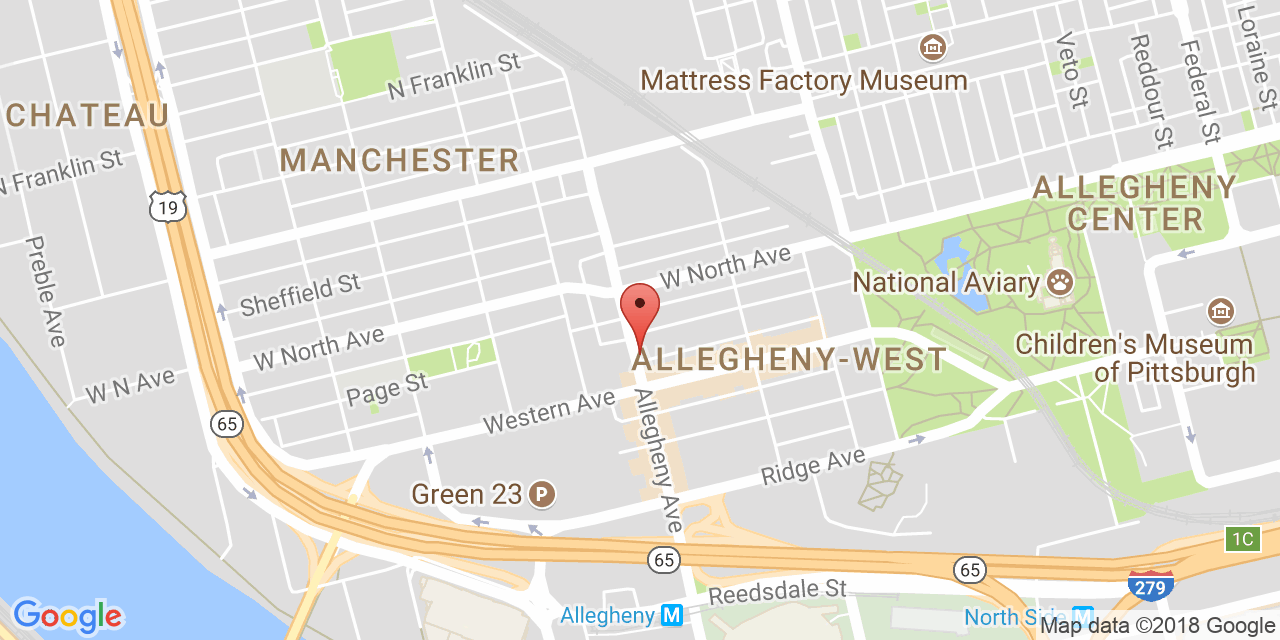 Loraine St
Veto St
Reddour St
Federal St
Mattress Factory Museum
N Franklin St
CHATEAU
MANCHESTER
N Franklin St
ALLEGHENY
CENTER
19
W North Ave
Preble Ave
Sheffield St
National Aviary
W North Ave
Children's Museum
of Pittsburgh
ALLEGHENY-WEST
W N Ave
Page St
Western Ave
65
Allegheny Ave
Ridge Ave
Green 23 P
1C
65
65
279
Reedsdale St
Allegheny M
North Side M
Google
Map data ©2018 Google